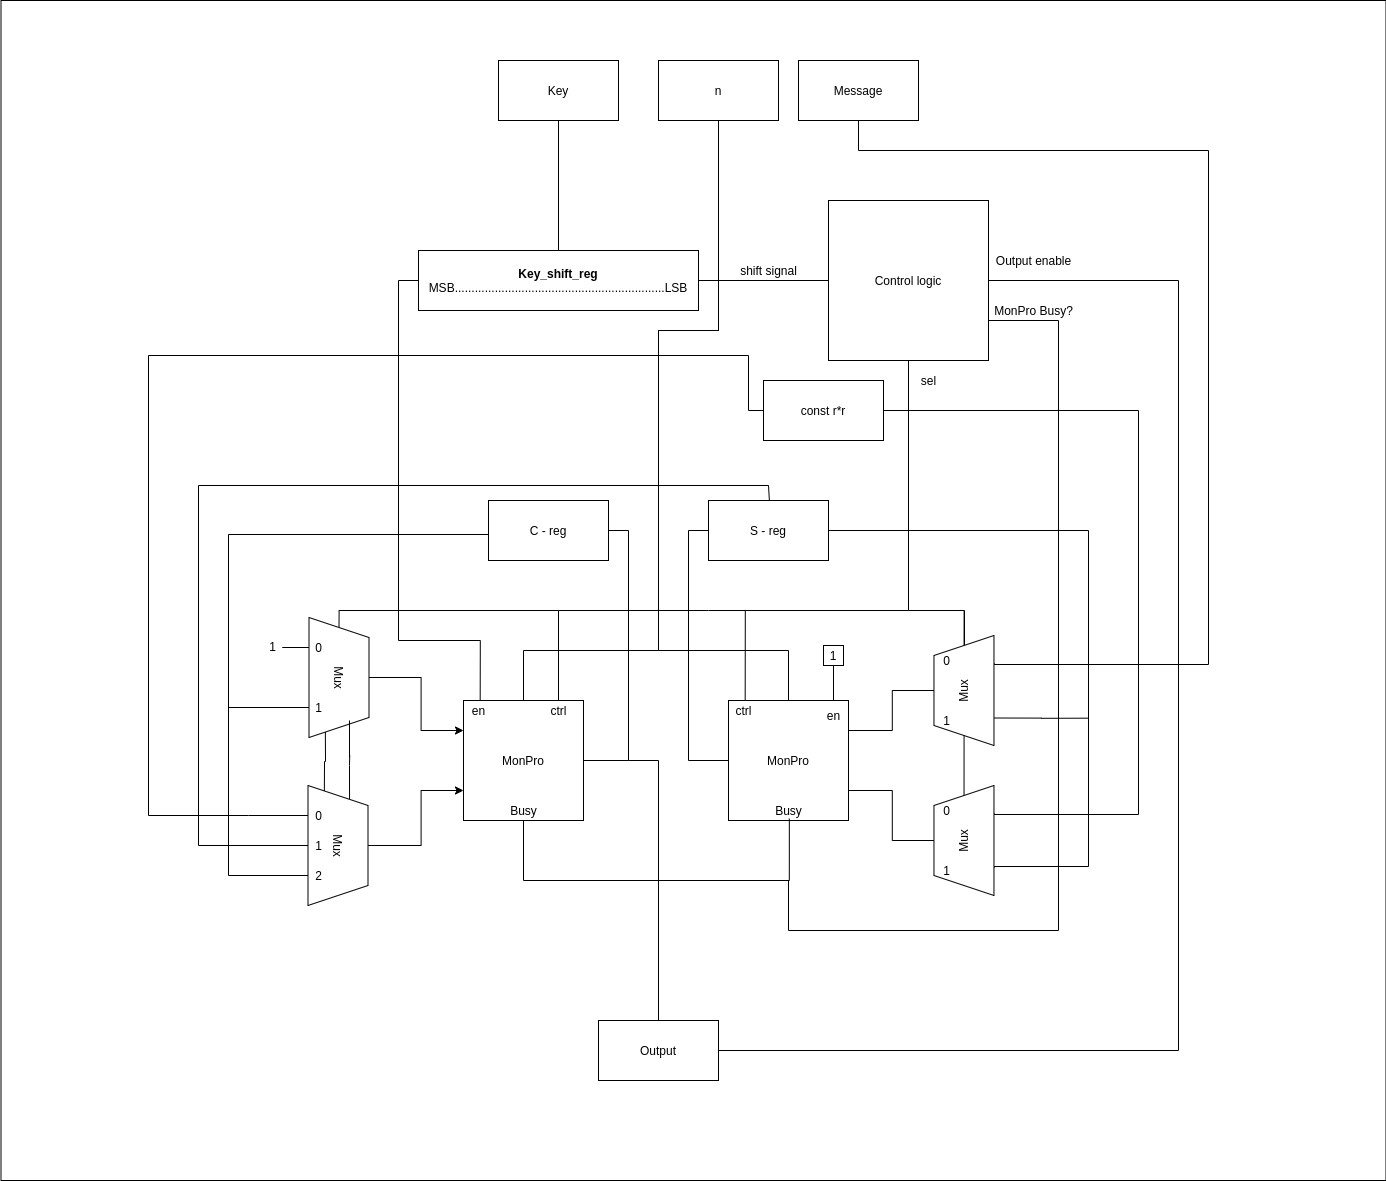 Key
n
Message
Key_shift_reg
MSB...............................................................LSB
shift signal
Control logic
Output enable
MonPro Busy?
sel
const r*r
C - reg
S - reg
1
0
Mux
1
1
0
Mux
1
en
ctrl
MonPro
Busy
ctrl
en
MonPro
Busy
0
Mux
1
2
0
Mux
1
Output